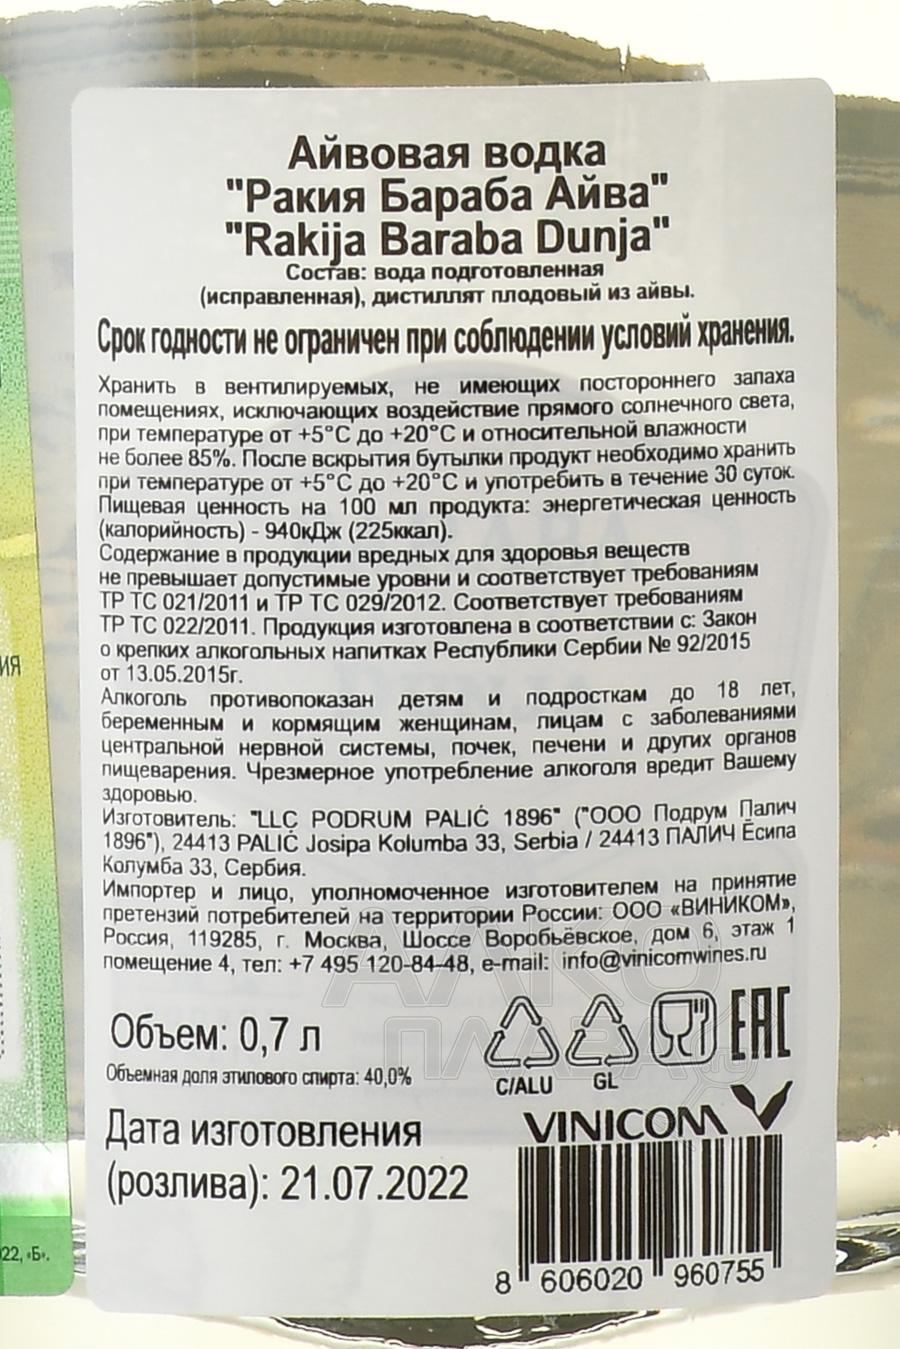 Айвовая водка
"Ракия Бараба Айва"
"Rakija Baraba Dunja"
Состав: вода подготовленная
(исправленная), дистиллят плодовый из айвы.
Срок годности не ограничен при соблюдении условий хранения.
Хранить в вентилируемых, не имеющих постороннего запаха
помещениях, исключающих воздействие прямого солнечного света,
при температуре от +5°С до +20°С и относительной влажности
не более 85%. После вскрытия бутылки продукт необходимо хранить
при температуре от +5°С до +20°С и употребить в течение 30 суток.
Пищевая ценность на 100 мл продукта: энергетическая ценность
(калорийность) - 940кДж (225ккал).
Содержание в продукции вредных для здоровья веществ
не превышает допустимые уровни и соответствует требованиям
ТР ТС 021/2011 и ТР ТС 029/2012. Соответствует требованиям
ТР ТС 022/2011. Продукция изготовлена в соответствии с: Закон
о крепких алкогольных напитках Республики Сербии № 92/2015
от 13.05.2015г.
Алкоголь противопоказан детям и подросткам до 18 лет,
беременным и кормящим женщинам, лицам с заболеваниями
центральной нервной системы, почек, печени и других органов
пищеварения. Чрезмерное употребление алкоголя вредит Вашему
здоровью.
Изготовитель: "LLC PODRUM PALIĆ 1896" ("ООО Подрум Палич
1896"), 24413 PALIĆ Josipa Kolumba 33, Serbia / 24413 ПАЛИЧ Ёсипа
Колумба 33, Сербия.
Импортер и лицо, уполномоченное изготовителем на принятие
претензий потребителей на территории России: ООО «ВИНИКОМ»,
Россия, 119285, г. Москва, Шоссе Воробьёвское, дом 6, этаж 1
помещение 4, тел: +7 495 120-84-48, e-mail: info@vinicomwines.ru
Объем: 0,7 л
Объемная доля этилового спирта: 40,0%
C/ALU GL EAC
Дата изготовления
(розлива): 21.07.2022
VINICOM
8 606020 960755
АЛКО
ПЛАЗА.ru
22, «Б».